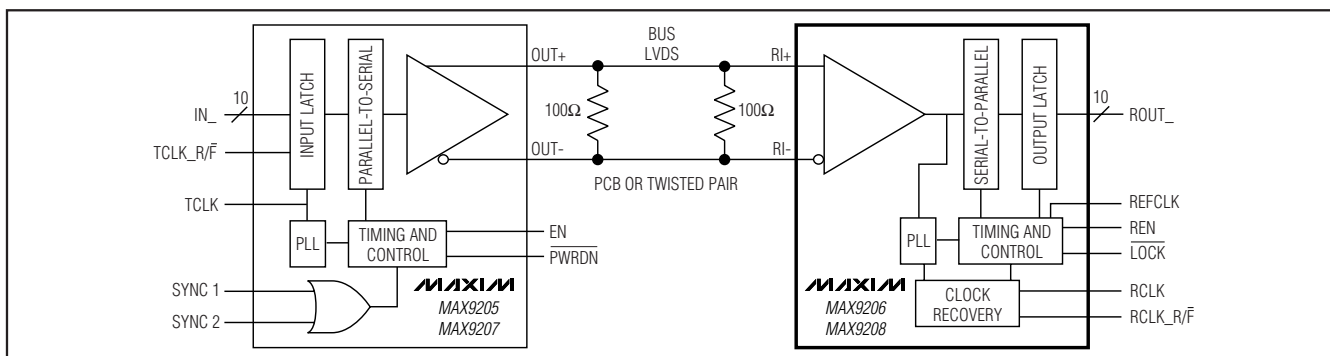 IN_
10
TCLK_R/F̅
TCLK
SYNC 1
SYNC 2
INPUT LATCH
PARALLEL-TO-SERIAL
PLL
TIMING AND
CONTROL
EN
P̅W̅R̅D̅N̅
MAXIM
MAX9205
MAX9207
OUT+
OUT-
BUS
LVDS
100Ω
100Ω
PCB OR TWISTED PAIR
RI+
RI-
SERIAL-TO-PARALLEL
OUTPUT LATCH
PLL
TIMING AND
CONTROL
CLOCK
RECOVERY
MAXIM
MAX9206
MAX9208
10
ROUT_
REFCLK
REN
L̅O̅C̅K̅
RCLK
RCLK_R/F̅